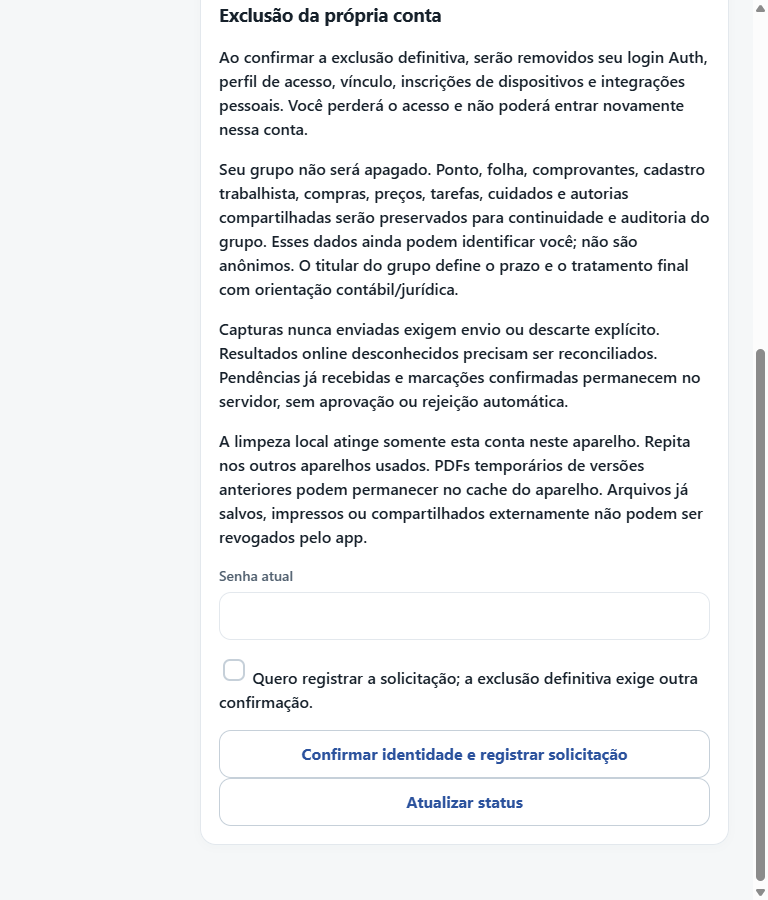 Exclusão da própria conta
Ao confirmar a exclusão definitiva, serão removidos seu login Auth,
perfil de acesso, vínculo, inscrições de dispositivos e integrações
pessoais. Você perderá o acesso e não poderá entrar novamente
nessa conta.
Seu grupo não será apagado. Ponto, folha, comprovantes, cadastro
trabalhista, compras, preços, tarefas, cuidados e autorias
compartilhadas serão preservados para continuidade e auditoria do
grupo. Esses dados ainda podem identificar você; não são
anônimos. O titular do grupo define o prazo e o tratamento final
com orientação contábil/jurídica.
Capturas nunca enviadas exigem envio ou descarte explícito.
Resultados online desconhecidos precisam ser reconciliados.
Pendências já recebidas e marcações confirmadas permanecem no
servidor, sem aprovação ou rejeição automática.
A limpeza local atinge somente esta conta neste aparelho. Repita
nos outros aparelhos usados. PDFs temporários de versões
anteriores podem permanecer no cache do aparelho. Arquivos já
salvos, impressos ou compartilhados externamente não podem ser
revogados pelo app.
Senha atual
Quero registrar a solicitação; a exclusão definitiva exige outra
confirmação.
Confirmar identidade e registrar solicitação
Atualizar status